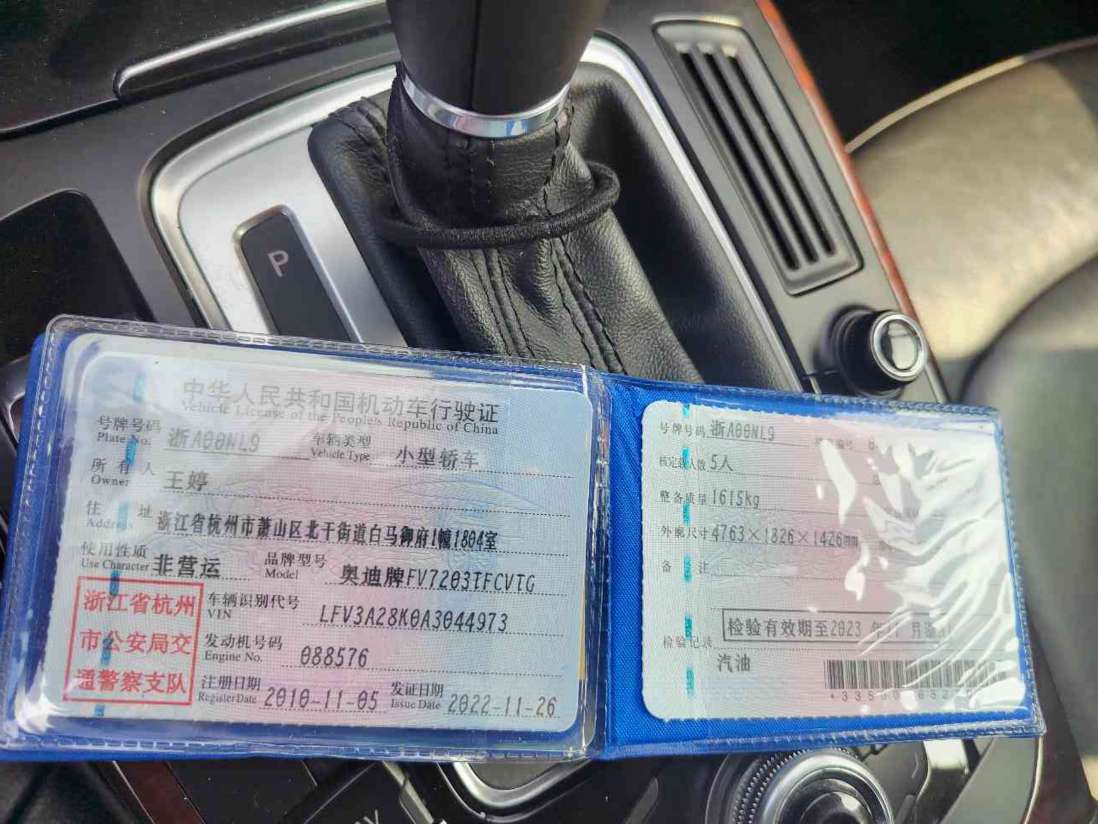 P
中华人民共和国机动车行驶证
Vehicle License of the People's Republic of China
号牌号码 浙A00NL9 车辆类型 小型轿车
Plate No. Vehicle Type
所有人 王婷
Owner
住址 浙江省杭州市萧山区北干街道白马御府1幢1804室
Address
使用性质 非营运 品牌型号 奥迪牌FV7203TFCVTG
Use Character Model
浙江省杭州
市公安局交
通警察支队
车辆识别代号 LFV3A28K0A3044973
VIN
发动机号码 088576
Engine No.
注册日期 2010-11-05 发证日期 2022-11-26
Register Date Issue Date
号牌号码 浙A00NL9
核定载人数 5人
整备质量 1615kg
外廓尺寸 4763×1826×1426mm
备注
检验有效期至2023年 月
检验记录
汽油